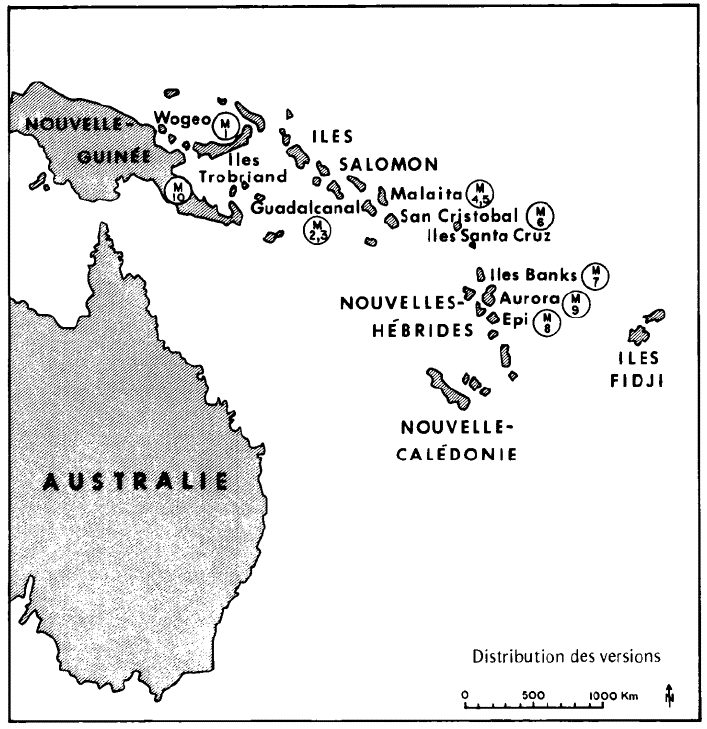 Wogeo
M
1
NOUVELLE-
GUINÉE
ILES
SALOMON
Iles
Trobriand
M
10
Guadalcanal
M
2,3
Malaita
M
4,5
San Cristobal
M
6
Iles Santa Cruz
Iles Banks
M
7
NOUVELLES-
HÉBRIDES
Aurora
M
9
Epi
M
8
ILES
FIDJI
NOUVELLE-
CALÉDONIE
AUSTRALIE
Distribution des versions
0 500 1000 Km
N